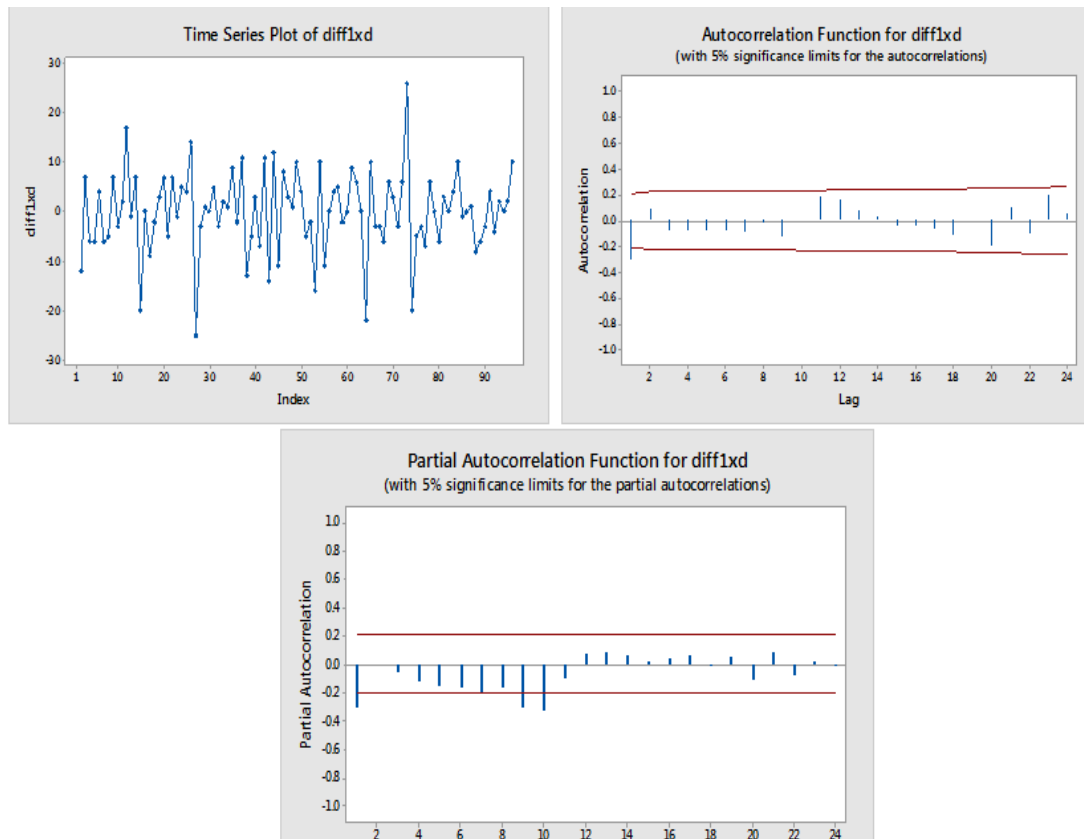 Time Series Plot of diff1xd
30
20
10
0
-10
-20
-30
diff1xd
1 10 20 30 40 50 60 70 80 90
Index
Autocorrelation Function for diff1xd
(with 5% significance limits for the autocorrelations)
1.0
0.8
0.6
0.4
0.2
0.0
-0.2
-0.4
-0.6
-0.8
-1.0
Autocorrelation
2 4 6 8 10 12 14 16 18 20 22 24
Lag
Partial Autocorrelation Function for diff1xd
(with 5% significance limits for the partial autocorrelations)
1.0
0.8
0.6
0.4
0.2
0.0
-0.2
-0.4
-0.6
-0.8
-1.0
Partial Autocorrelation
2 4 6 8 10 12 14 16 18 20 22 24